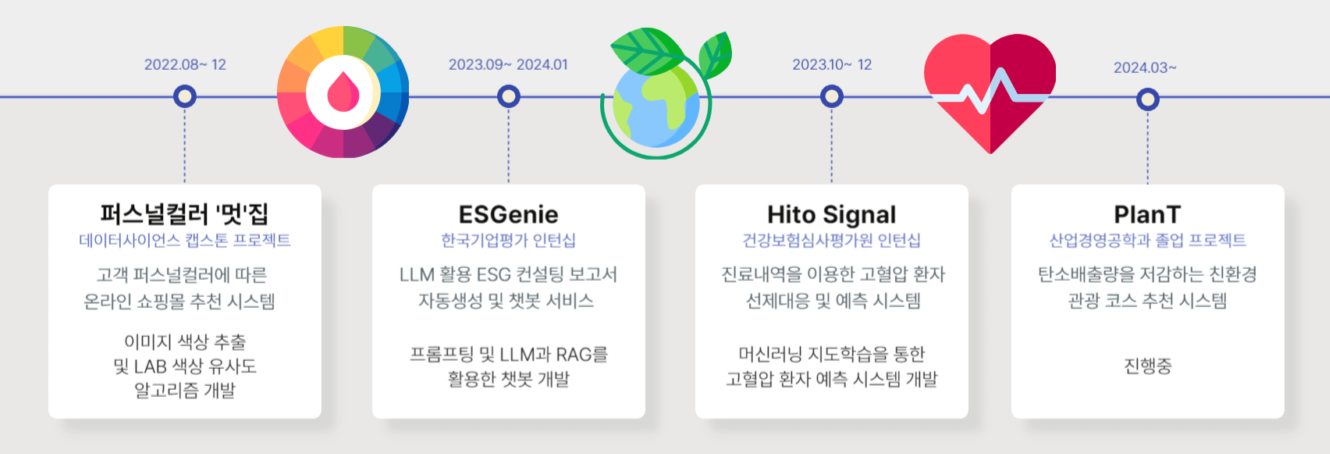 2022.08~ 12
퍼스널컬러 '멋'집
데이터사이언스 캡스톤 프로젝트
고객 퍼스널컬러에 따른
온라인 쇼핑몰 추천 시스템
이미지 색상 추출
및 LAB 색상 유사도
알고리즘 개발
2023.09~ 2024.01
ESGenie
한국기업평가 인턴십
LLM 활용 ESG 컨설팅 보고서
자동생성 및 챗봇 서비스
프롬프팅 및 LLM과 RAG를
활용한 챗봇 개발
2023.10~ 12
Hito Signal
건강보험심사평가원 인턴십
진료내역을 이용한 고혈압 환자
선제대응 및 예측 시스템
머신러닝 지도학습을 통한
고혈압 환자 예측 시스템 개발
2024.03~
PlanT
산업경영공학과 졸업 프로젝트
탄소배출량을 저감하는 친환경
관광 코스 추천 시스템
진행중